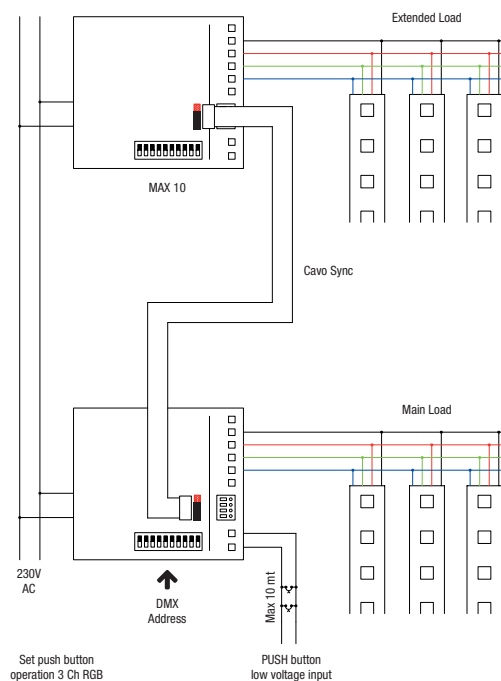 Extended Load
MAX 10
Cavo Sync
Main Load
230V
AC
DMX
Address
Max 10 mt
Set push button
operation 3 Ch RGB
PUSH button
low voltage input